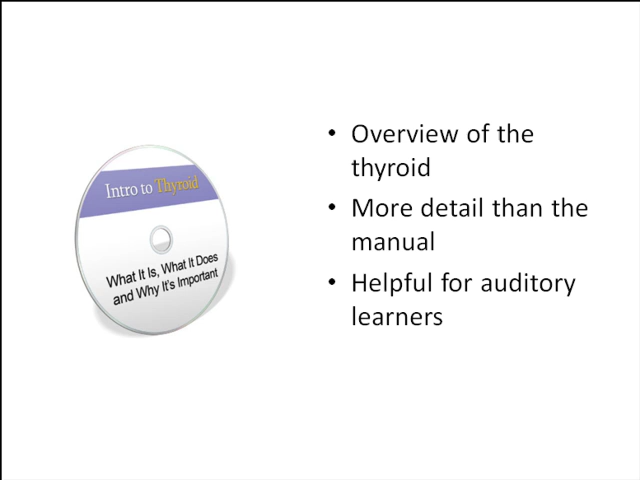 Intro to Thyroid
What It Is, What It Does
and Why It's Important
• Overview of the
thyroid
• More detail than the
manual
• Helpful for auditory
learners